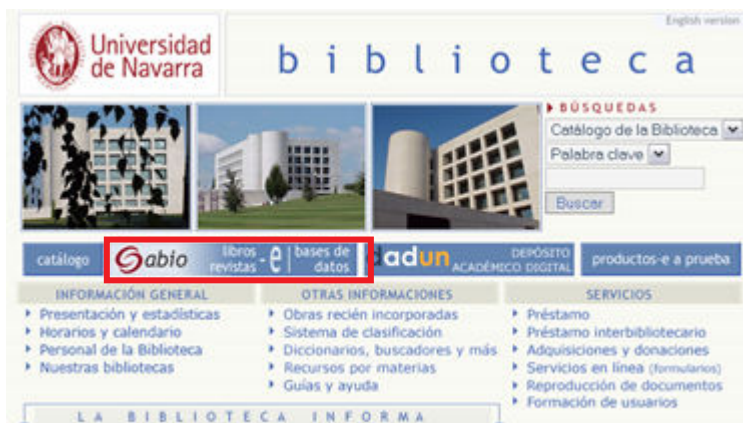 English version
Universidad
de Navarra
biblioteca
BÚSQUEDAS
Catálogo de la Biblioteca
Palabra clave
Buscar
catálogo
Sabio
libros
revistas
-e
bases de
datos
dadun
DEPÓSITO
ACADÉMICO DIGITAL
productos-e a prueba
INFORMACIÓN GENERAL
Presentación y estadísticas
Horarios y calendario
Personal de la Biblioteca
Nuestras bibliotecas
OTRAS INFORMACIONES
Obras recién incorporadas
Sistema de clasificación
Diccionarios, buscadores y más
Recursos por materias
Guías y ayuda
SERVICIOS
Préstamo
Préstamo interbibliotecario
Adquisiciones y donaciones
Servicios en línea (formularios)
Reproducción de documentos
Formación de usuarios
LA BIBLIOTECA INFORMA